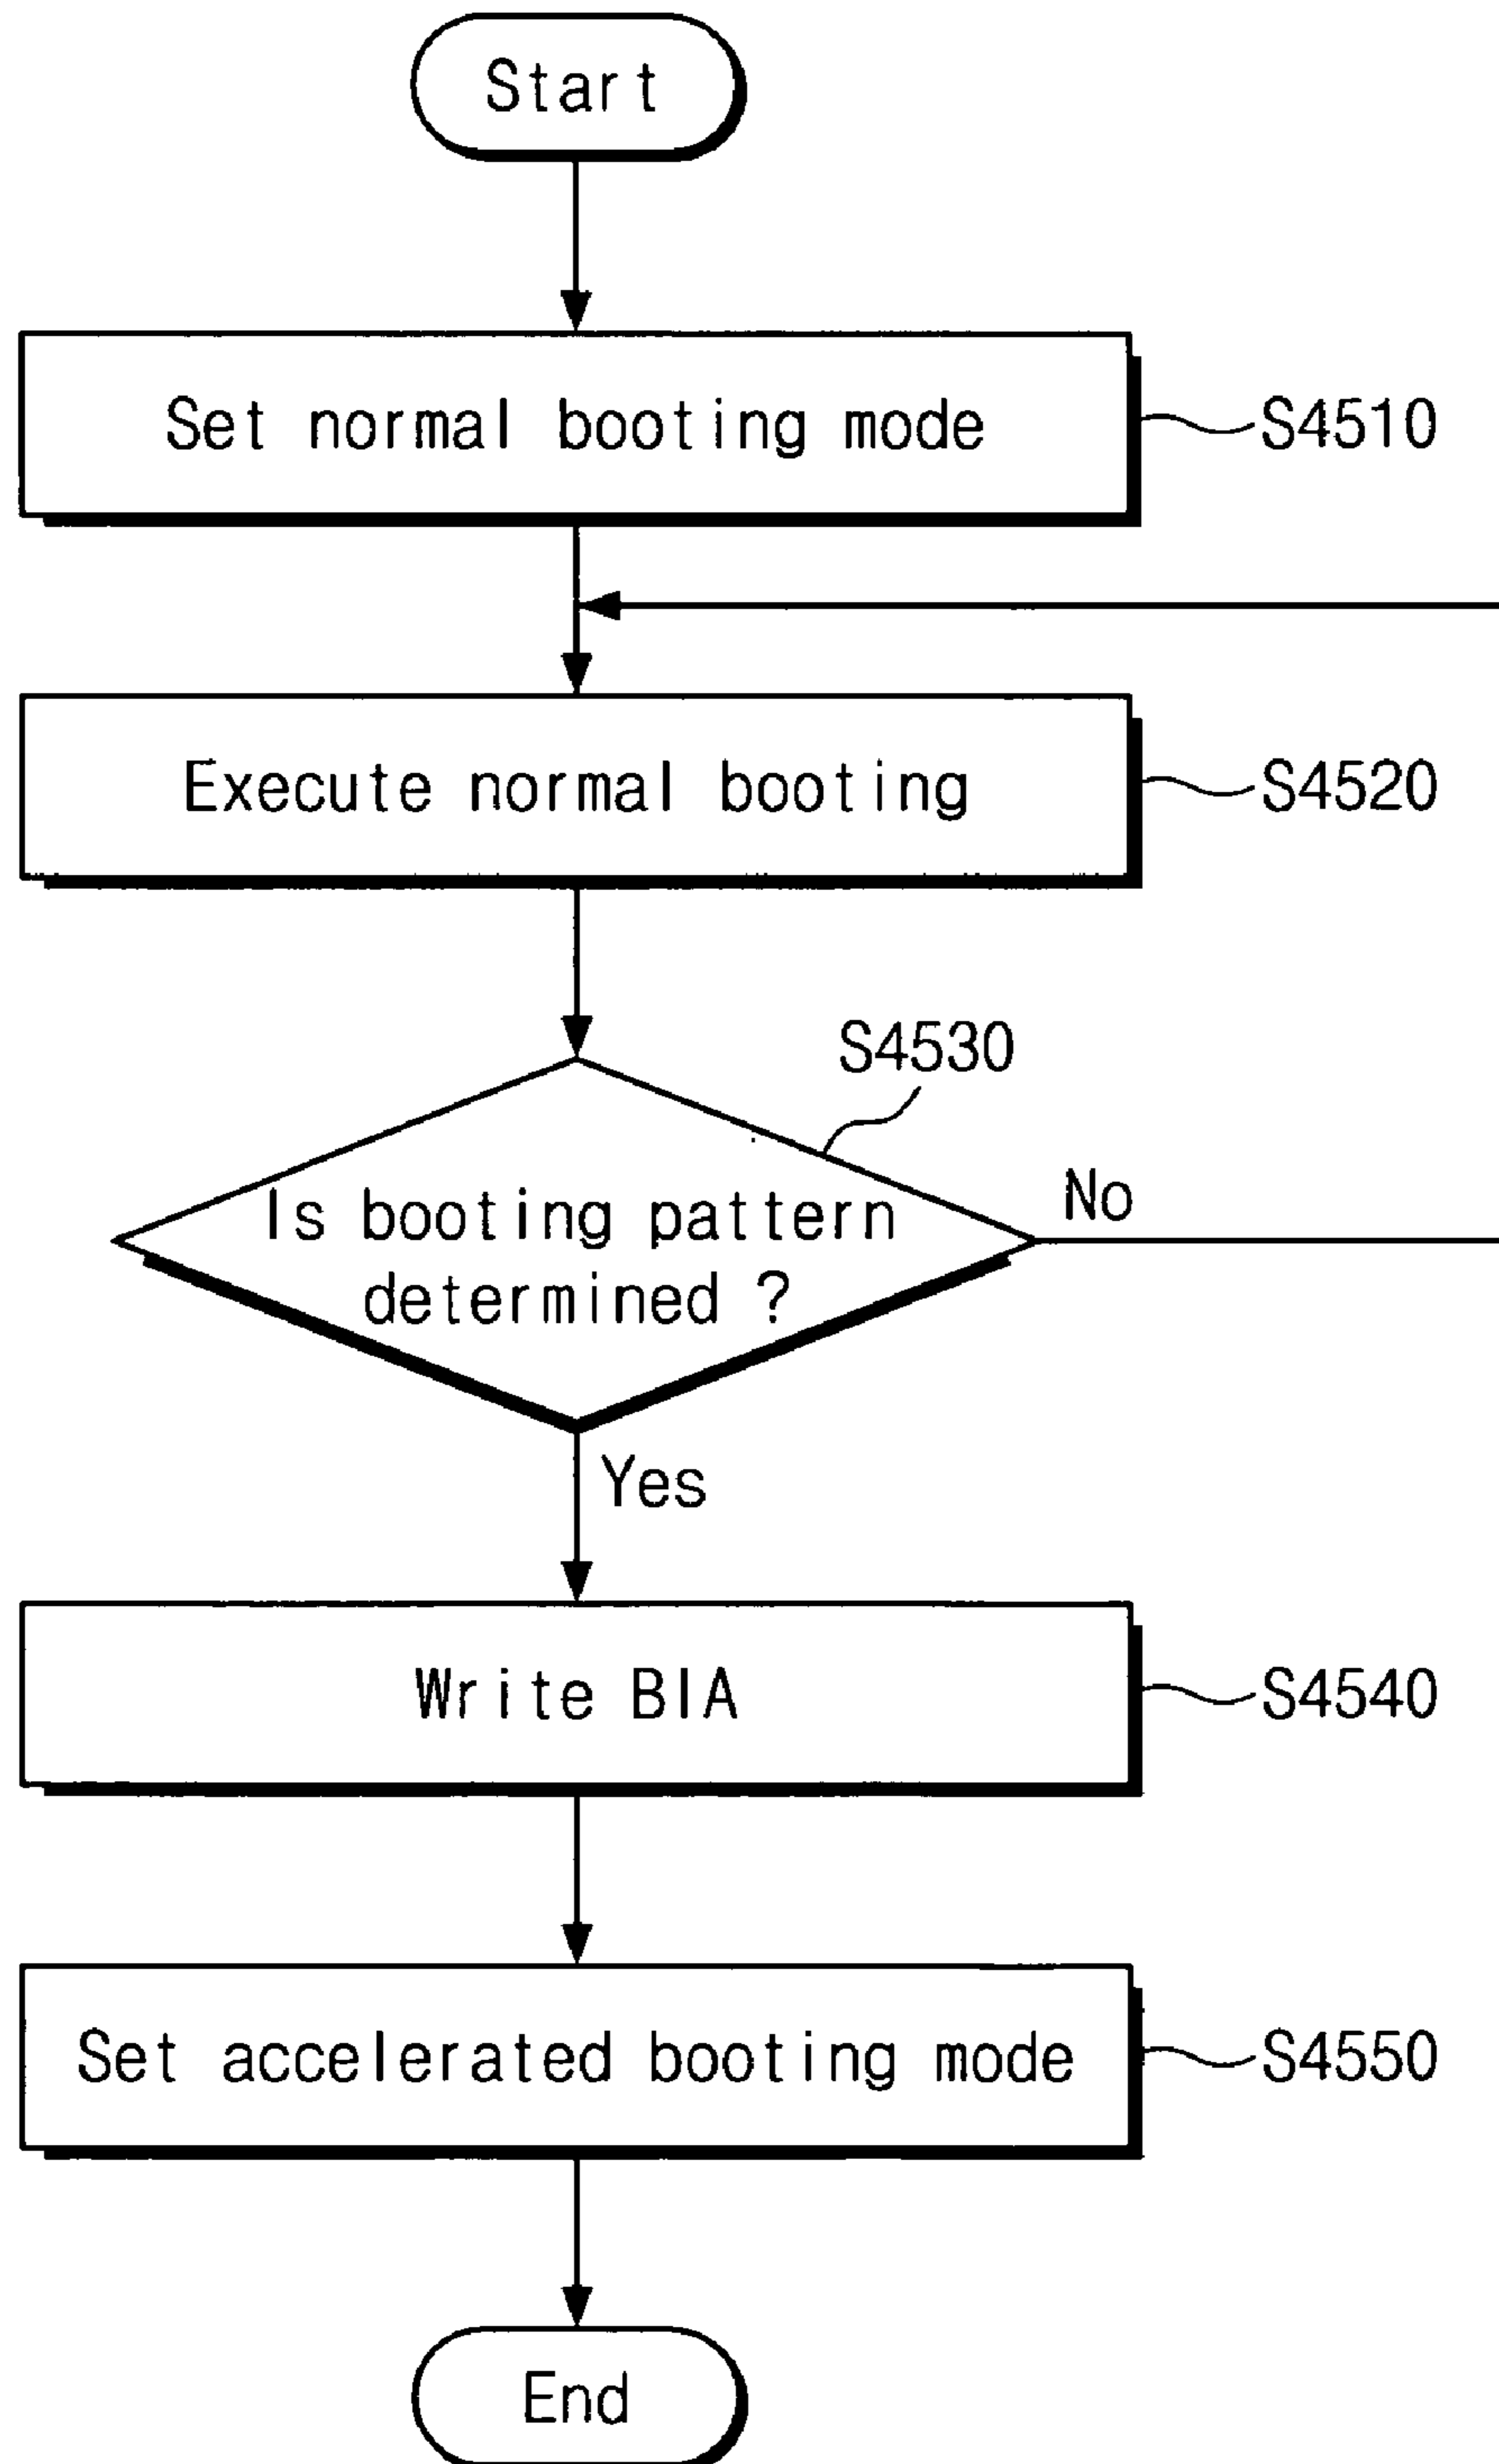 Start
Set normal booting mode
S4510
Execute normal booting
S4520
S4530
Is booting pattern
determined ?
No
Yes
Write BIA
S4540
Set accelerated booting mode
S4550
End